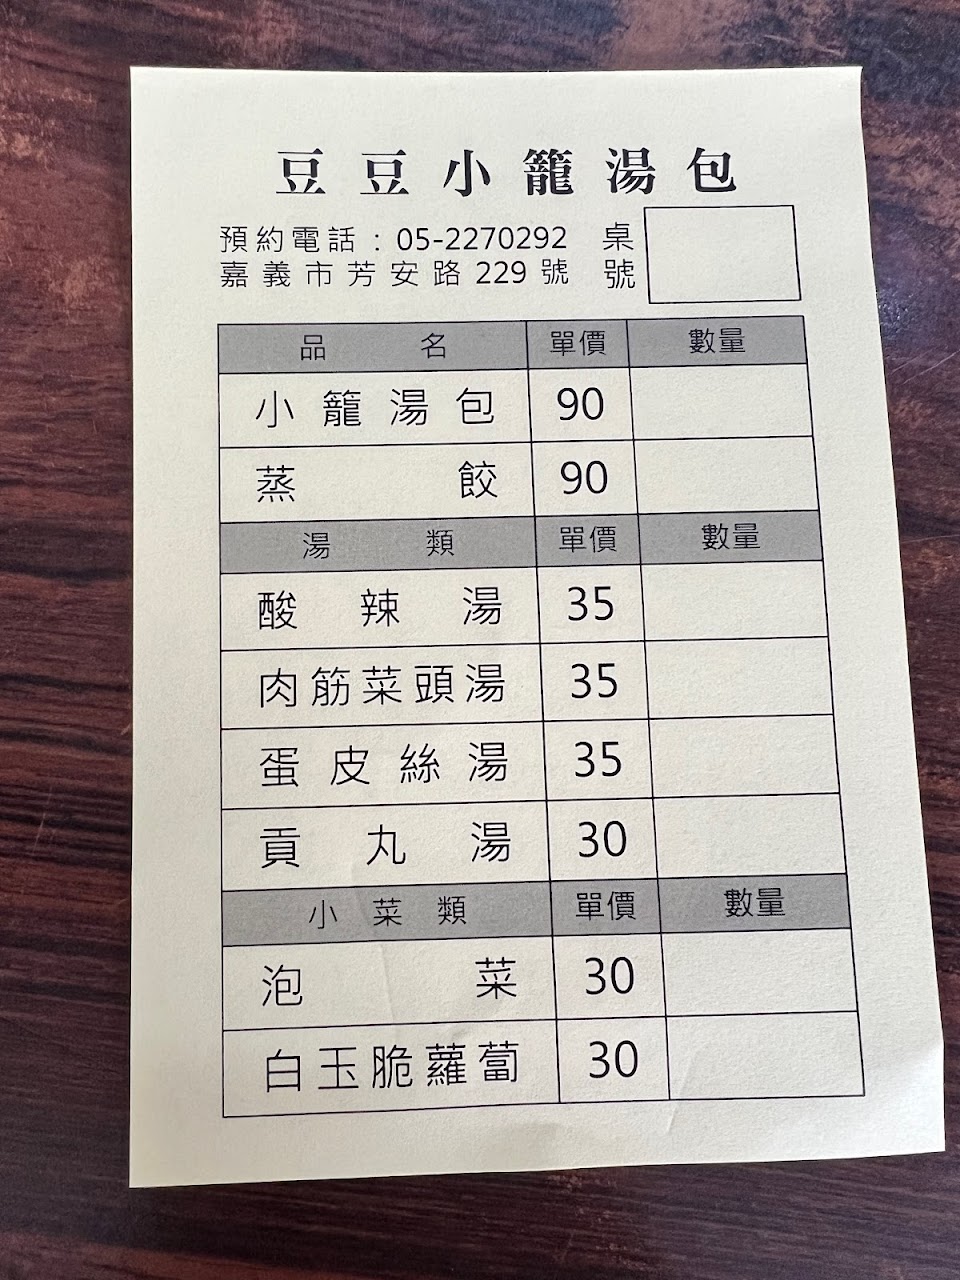 豆豆小籠湯包
預約電話：05-2270292
嘉義市芳安路229號
桌號
品名 單價 數量
小籠湯包 90
蒸餃 90
湯類 單價 數量
酸辣湯 35
肉筋菜頭湯 35
蛋皮絲湯 35
貢丸湯 30
小菜類 單價 數量
泡菜 30
白玉脆蘿蔔 30